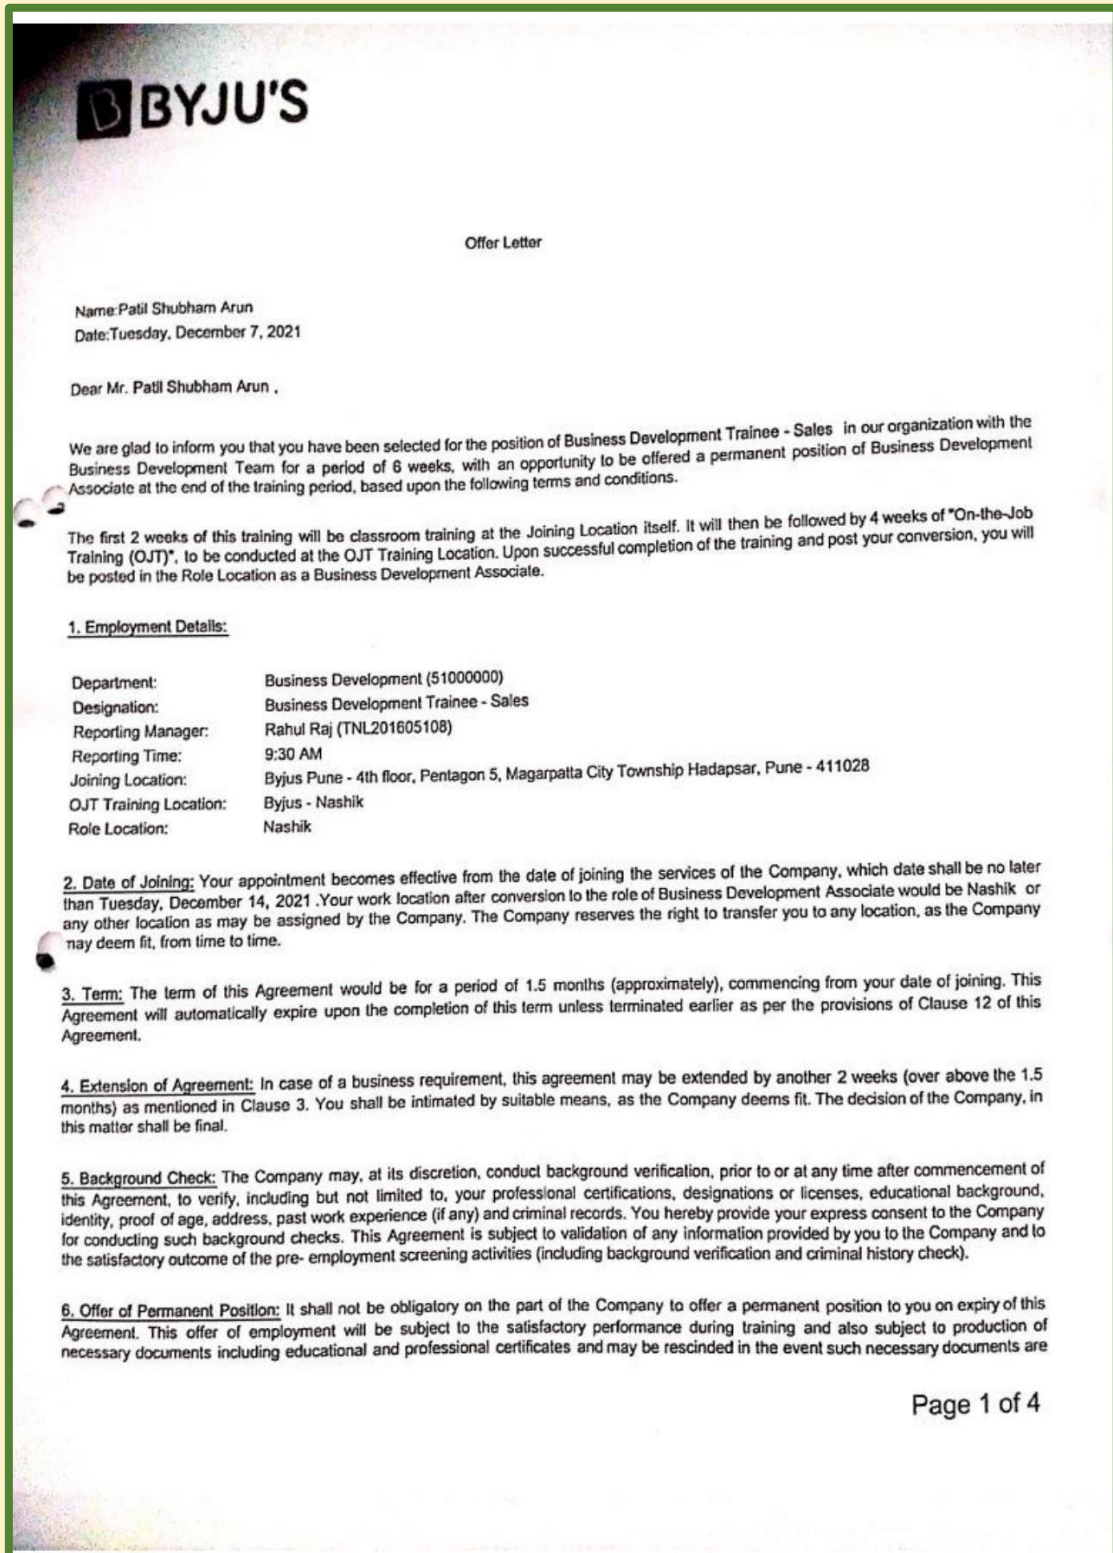 BYJU'S
Offer Letter
Name:Patil Shubham Arun
Date:Tuesday, December 7, 2021
Dear Mr. Patil Shubham Arun ,
We are glad to inform you that you have been selected for the position of Business Development Trainee - Sales in our organization with the
Business Development Team for a period of 6 weeks, with an opportunity to be offered a permanent position of Business Development
Associate at the end of the training period, based upon the following terms and conditions.
The first 2 weeks of this training will be classroom training at the Joining Location itself. It will then be followed by 4 weeks of "On-the-Job
Training (OJT)", to be conducted at the OJT Training Location. Upon successful completion of the training and post your conversion, you will
be posted in the Role Location as a Business Development Associate.
1. Employment Details:
Department: Business Development (51000000)
Designation: Business Development Trainee - Sales
Reporting Manager: Rahul Raj (TNL201605108)
Reporting Time: 9:30 AM
Joining Location: Byjus Pune - 4th floor, Pentagon 5, Magarpatta City Township Hadapsar, Pune - 411028
OJT Training Location: Byjus - Nashik
Role Location: Nashik
2. Date of Joining: Your appointment becomes effective from the date of joining the services of the Company, which date shall be no later
than Tuesday, December 14, 2021 .Your work location after conversion to the role of Business Development Associate would be Nashik or
any other location as may be assigned by the Company. The Company reserves the right to transfer you to any location, as the Company
nay deem fit, from time to time.
3. Term: The term of this Agreement would be for a period of 1.5 months (approximately), commencing from your date of joining. This
Agreement will automatically expire upon the completion of this term unless terminated earlier as per the provisions of Clause 12 of this
Agreement.
4. Extension of Agreement: In case of a business requirement, this agreement may be extended by another 2 weeks (over above the 1.5
months) as mentioned in Clause 3. You shall be intimated by suitable means, as the Company deems fit. The decision of the Company, in
this matter shall be final.
5. Background Check: The Company may, at its discretion, conduct background verification, prior to or at any time after commencement of
this Agreement, to verify, including but not limited to, your professional certifications, designations or licenses, educational background,
identity, proof of age, address, past work experience (if any) and criminal records. You hereby provide your express consent to the Company
for conducting such background checks. This Agreement is subject to validation of any information provided by you to the Company and to
the satisfactory outcome of the pre- employment screening activities (including background verification and criminal history check).
6. Offer of Permanent Position: It shall not be obligatory on the part of the Company to offer a permanent position to you on expiry of this
Agreement. This offer of employment will be subject to the satisfactory performance during training and also subject to production of
necessary documents including educational and professional certificates and may be rescinded in the event such necessary documents are
Page 1 of 4